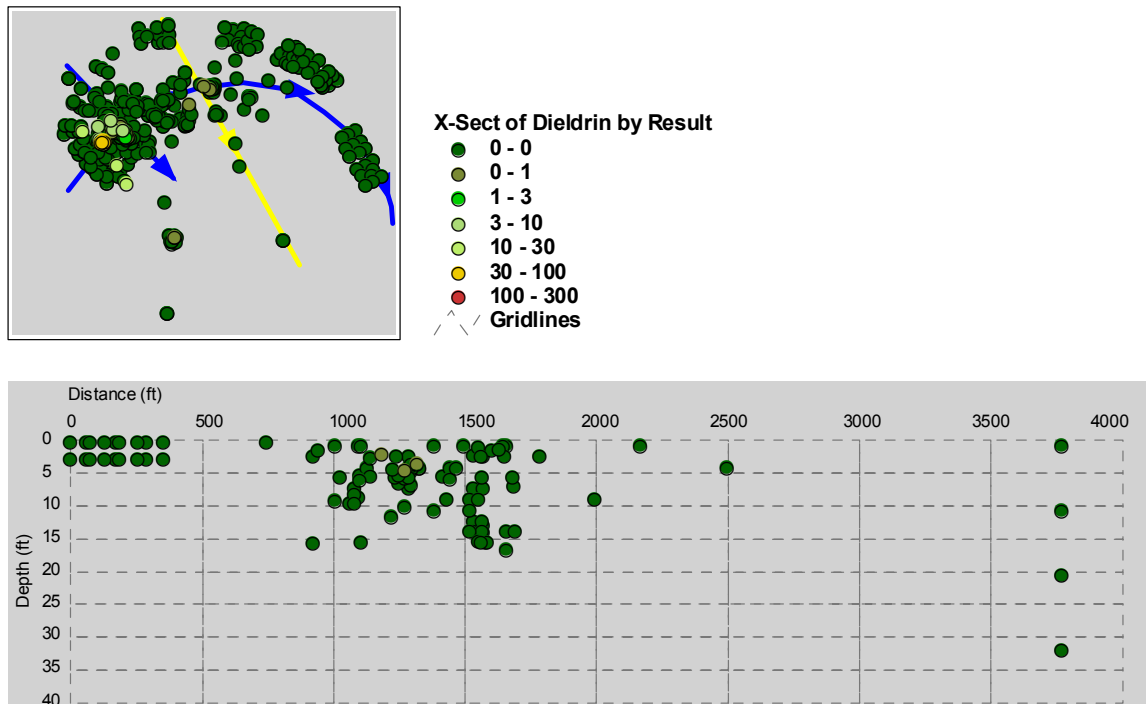 X-Sect of Dieldrin by Result
0 - 0
0 - 1
1 - 3
3 - 10
10 - 30
30 - 100
100 - 300
Gridlines
Distance (ft)
0 500 1000 1500 2000 2500 3000 3500 4000
Depth (ft)
0
5
10
15
20
25
30
35
40